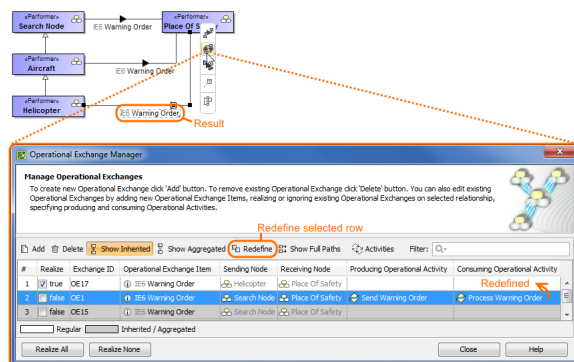 «Performer»
Search Node
IE6 Warning Order
«Performer»
Place Of
«Performer»
Aircraft
IE6 Warning Order
«Performer»
Helicopter
IE6 Warning Order
Result
Operational Exchange Manager
Manage Operational Exchanges
To create new Operational Exchange click 'Add' button. To remove existing Operational Exchange click 'Delete' button. You can also edit existing
Operational Exchanges by adding new Operational Exchange Items, realizing or ignoring existing Operational Exchanges on selected relationship,
specifying producing and consuming Operational Activities.
Redefine selected row
Add Delete Show Inherited Show Aggregated Redefine Show Full Paths Activities Filter:
# Realize Exchange ID Operational Exchange Item Sending Node Receiving Node Producing Operational Activity Consuming Operational Activity
1 true OE17 IE6 Warning Order Helicopter Place Of Safety Redefined
2 false OE1 IE6 Warning Order Search Node Place Of Safety Send Warning Order Process Warning Order
3 false OE15 IE6 Warning Order Search Node Place Of Safety
Regular Inherited / Aggregated
Realize All Realize None Close Help